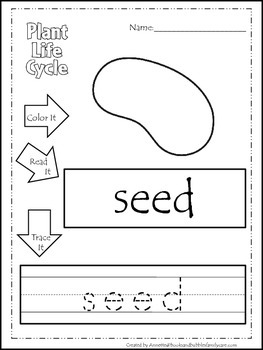 Plant
Life
Cycle
Name:
Color It
Read
It
seed
Trace
It
seed